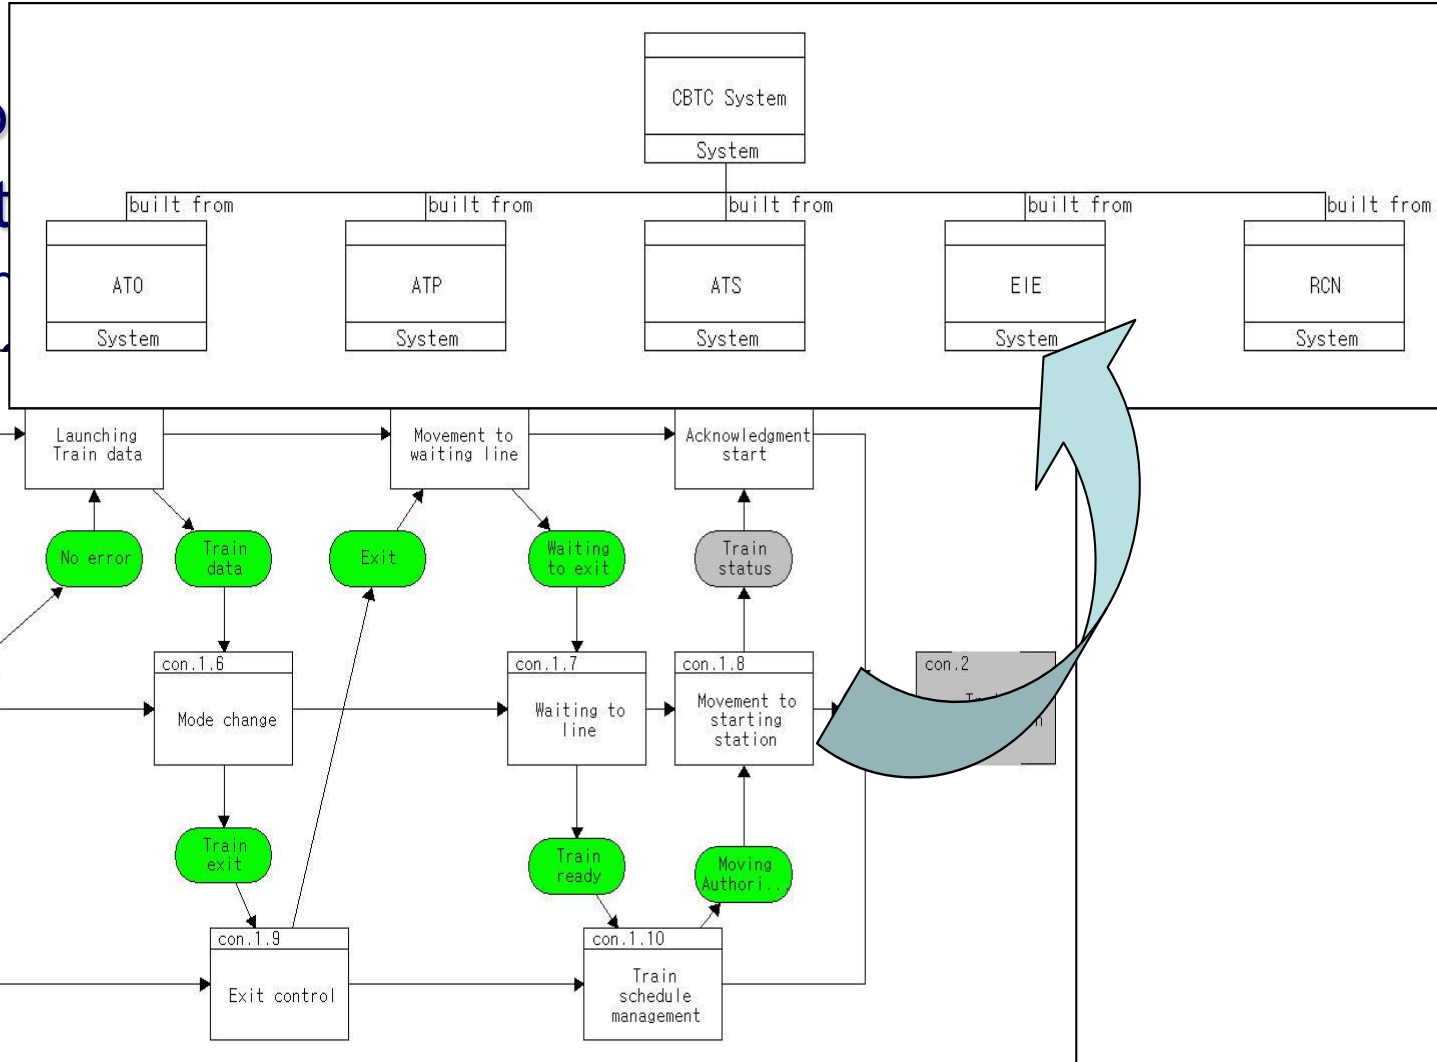 CBTC System
System
built from
built from
built from
built from
built from
ATO
ATP
ATS
EIE
RCN
System
System
System
System
System
Launching
Train data
Movement to
waiting line
Acknowledgment
start
No error
Train
data
Exit
Waiting
to exit
Train
status
con.1.6
Mode change
con.1.7
Waiting to
line
con.1.8
Movement to
starting
station
con.2
Train
exit
Train
ready
Moving
Authori...
con.1.9
Exit control
con.1.10
Train
schedule
management